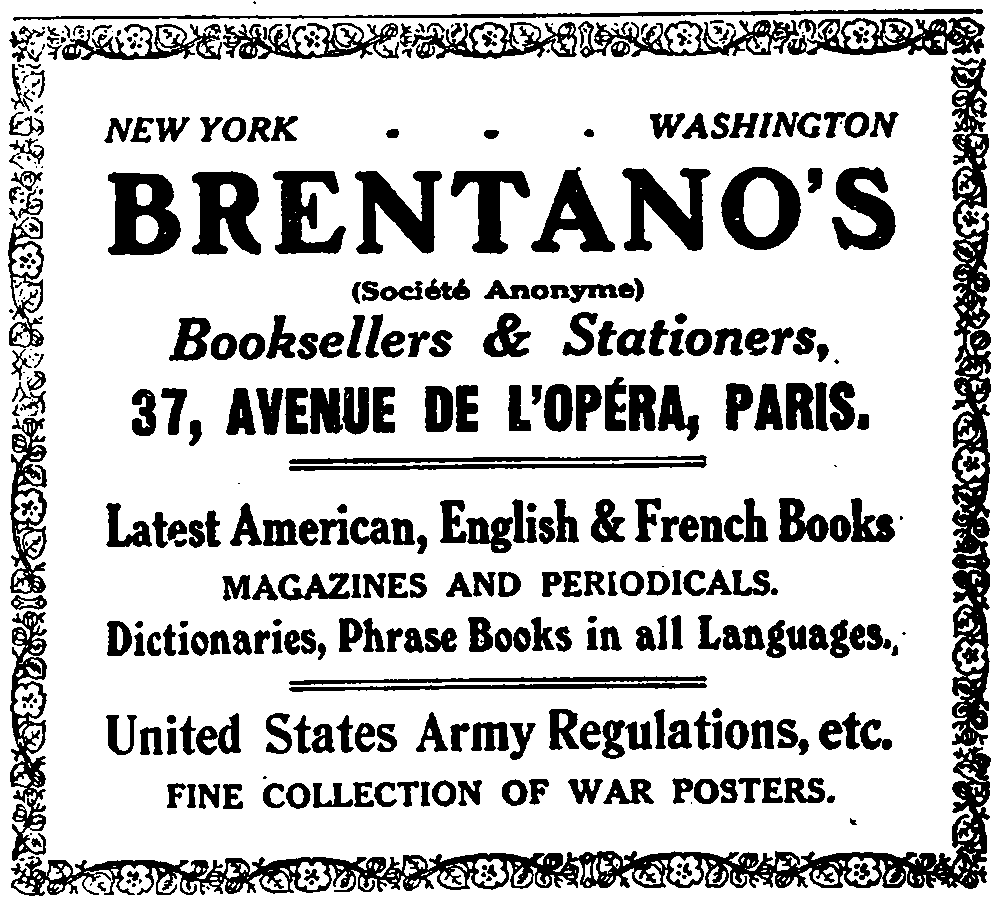 NEW YORK . . . WASHINGTON
BRENTANO'S
(Société Anonyme)
Booksellers & Stationers,
37, AVENUE DE L'OPÉRA, PARIS.
Latest American, English & French Books
MAGAZINES AND PERIODICALS.
Dictionaries, Phrase Books in all Languages.
United States Army Regulations, etc.
FINE COLLECTION OF WAR POSTERS.